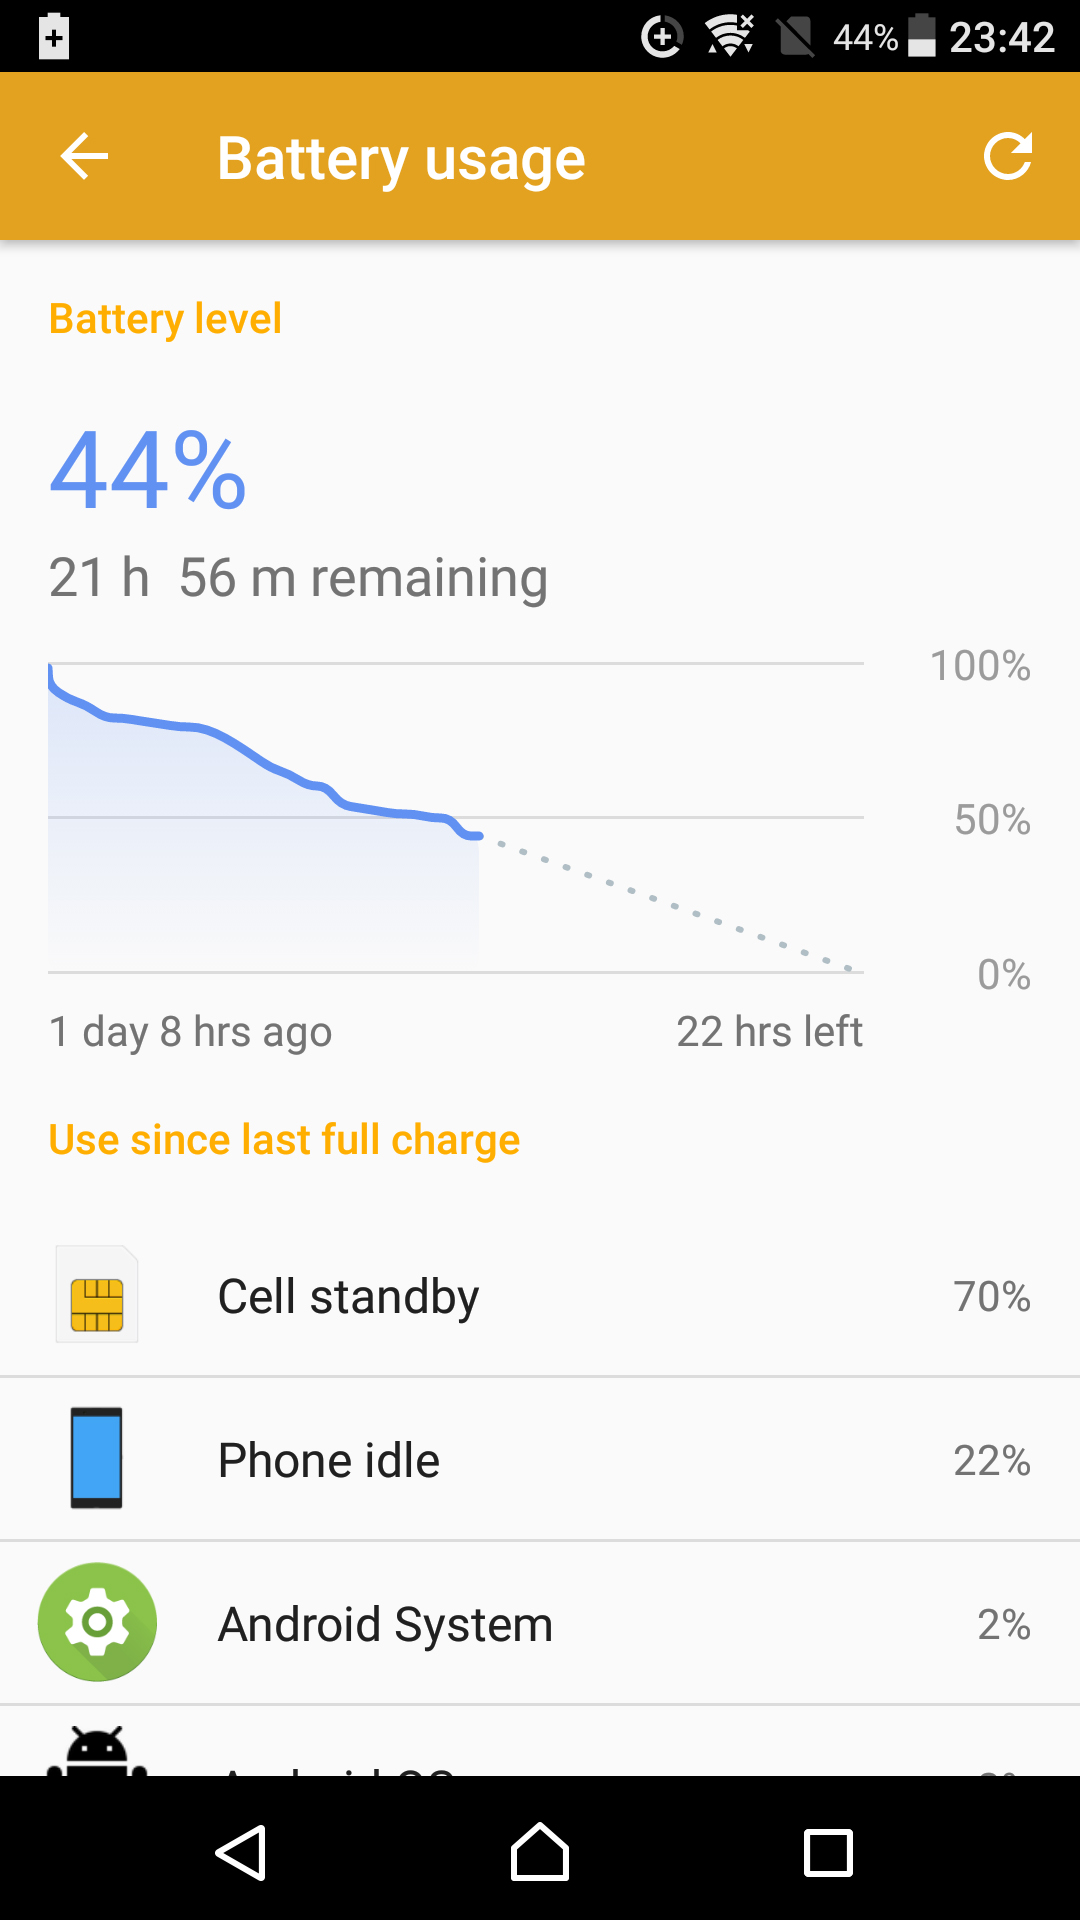 44% 23:42
Battery usage
Battery level
44%
21 h 56 m remaining
100%
50%
0%
1 day 8 hrs ago 22 hrs left
Use since last full charge
Cell standby 70%
Phone idle 22%
Android System 2%